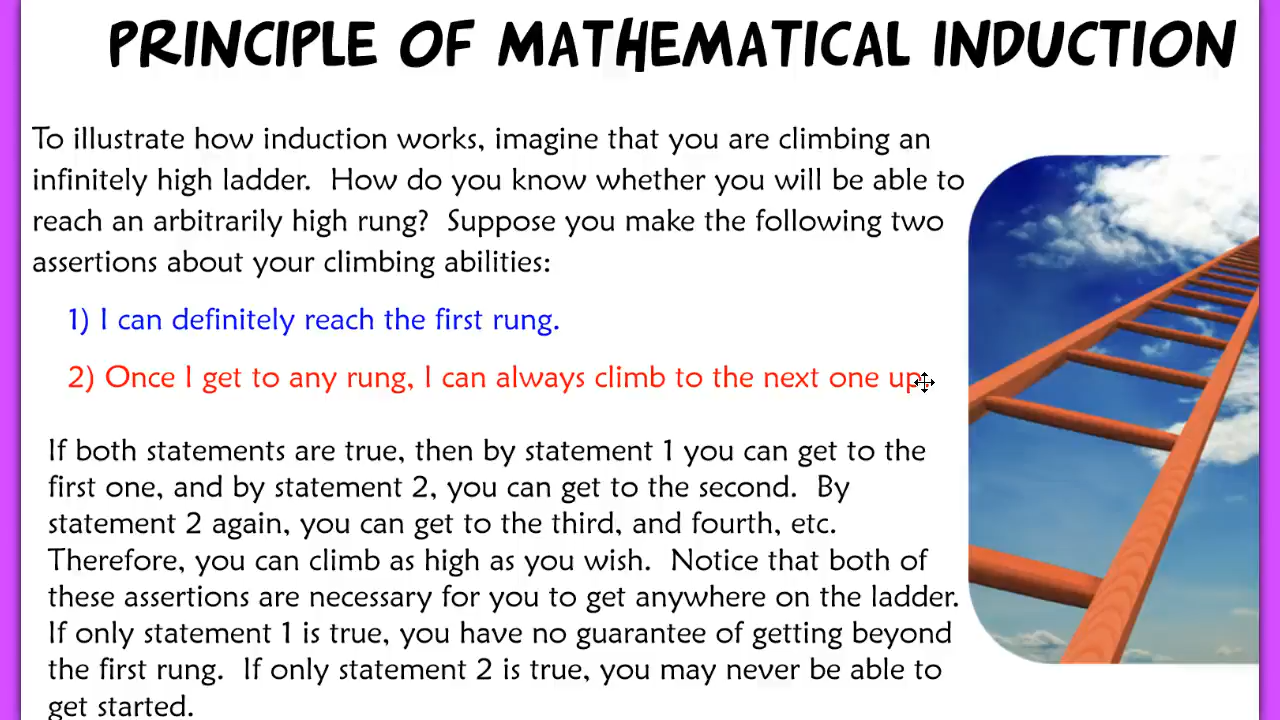 PRINCIPLE OF MATHEMATICAL INDUCTION
To illustrate how induction works, imagine that you are climbing an
infinitely high ladder. How do you know whether you will be able to
reach an arbitrarily high rung? Suppose you make the following two
assertions about your climbing abilities:
1) I can definitely reach the first rung.
2) Once I get to any rung, I can always climb to the next one up.
If both statements are true, then by statement 1 you can get to the
first one, and by statement 2, you can get to the second. By
statement 2 again, you can get to the third, and fourth, etc.
Therefore, you can climb as high as you wish. Notice that both of
these assertions are necessary for you to get anywhere on the ladder.
If only statement 1 is true, you have no guarantee of getting beyond
the first rung. If only statement 2 is true, you may never be able to
get started.